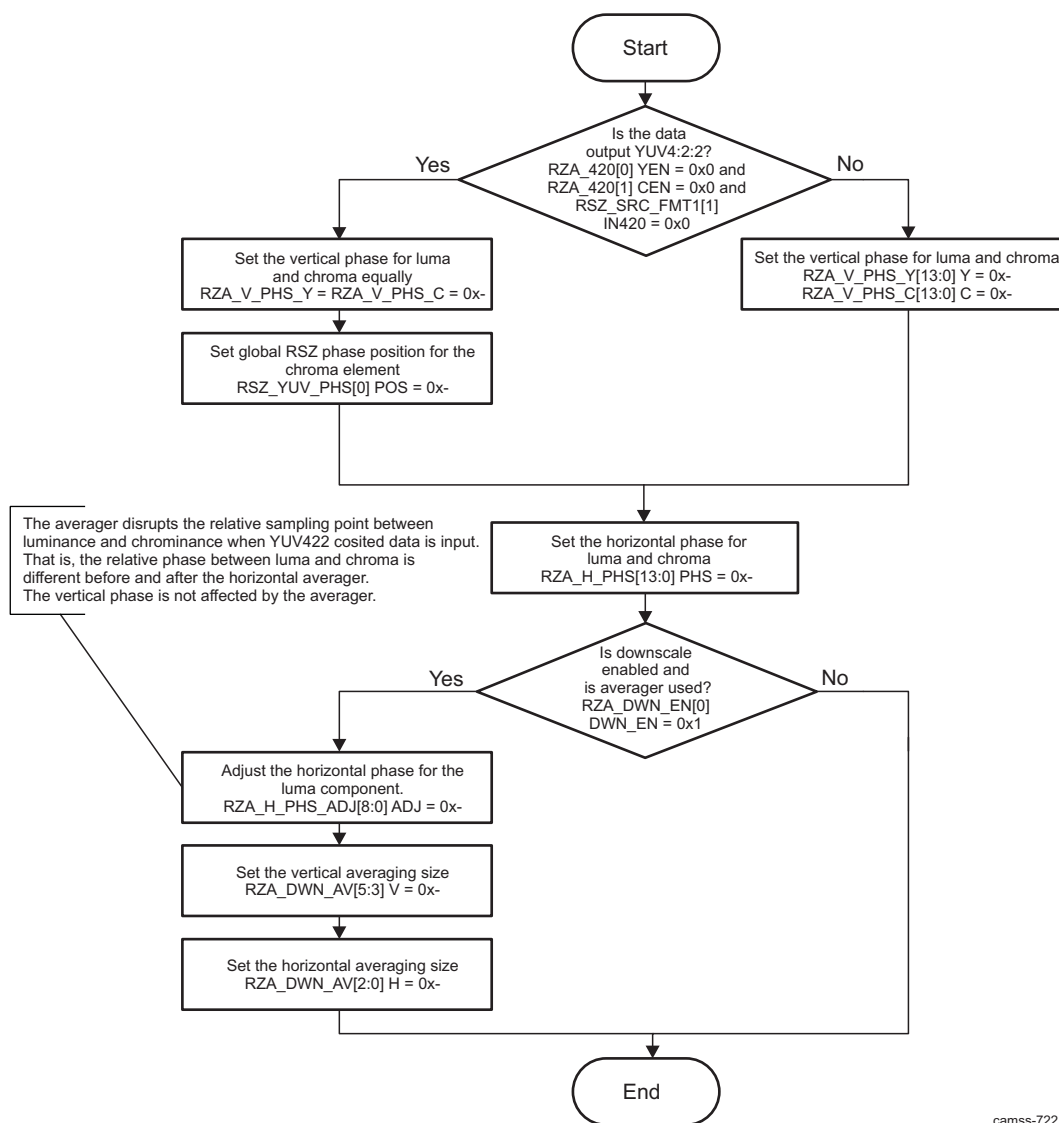 Start
Is the data
output YUV4:2:2?
RZA_420[0] YEN = 0x0 and
RZA_420[1] CEN = 0x0 and
RSZ_SRC_FMT1[1]
IN420 = 0x0
Yes
No
Set the vertical phase for luma
and chroma equally
RZA_V_PHS_Y = RZA_V_PHS_C = 0x-
Set the vertical phase for luma and chroma
RZA_V_PHS_Y[13:0] Y = 0x-
RZA_V_PHS_C[13:0] C = 0x-
Set global RSZ phase position for the
chroma element
RSZ_YUV_PHS[0] POS = 0x-
The averager disrupts the relative sampling point between
luminance and chrominance when YUV422 cosited data is input.
That is, the relative phase between luma and chroma is
different before and after the horizontal averager.
The vertical phase is not affected by the averager.
Set the horizontal phase for
luma and chroma
RZA_H_PHS[13:0] PHS = 0x-
Is downscale
enabled and
is averager used?
RZA_DWN_EN[0]
DWN_EN = 0x1
Yes
No
Adjust the horizontal phase for the
luma component.
RZA_H_PHS_ADJ[8:0] ADJ = 0x-
Set the vertical averaging size
RZA_DWN_AV[5:3] V = 0x-
Set the horizontal averaging size
RZA_DWN_AV[2:0] H = 0x-
End
camss-722